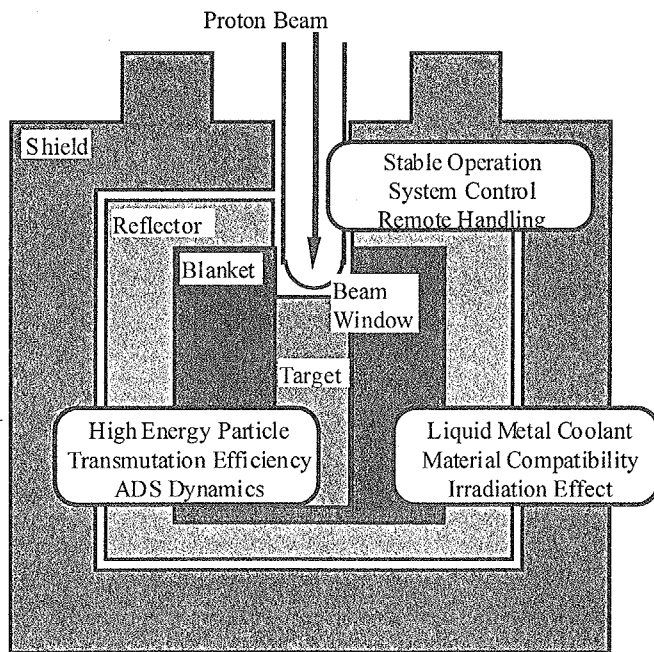 Proton Beam
Shield
Stable Operation
System Control
Remote Handling
Reflector
Blanket
Beam
Window
Target
High Energy Particle
Transmutation Efficiency
ADS Dynamics
Liquid Metal Coolant
Material Compatibility
Irradiation Effect